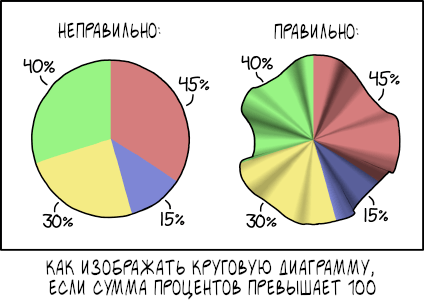 НЕПРАВИЛЬНО:
ПРАВИЛЬНО:
40%
45%
30%
15%
40%
45%
30%
15%
КАК ИЗОБРАЖАТЬ КРУГОВУЮ ДИАГРАММУ,
ЕСЛИ СУММА ПРОЦЕНТОВ ПРЕВЫШАЕТ 100